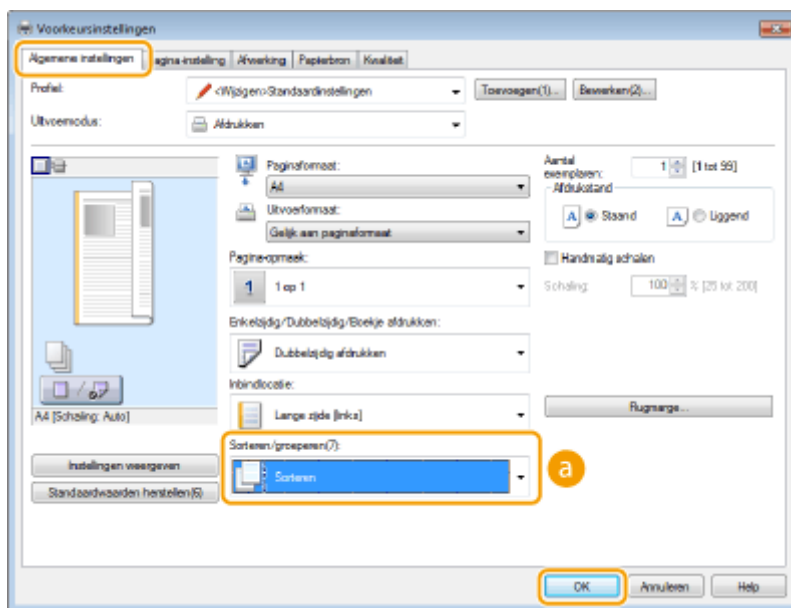 Voorkeursinstellingen
Algemene instellingen agina-instelling Afwerking Papierbron Kwaliteit
Profiel: <Wijzigen>Standaardinstellingen Toevoegen(1)... Bewerken(2)...
Uitvoermodus: Afdrukken
Paginaformaat: Aantal exemplaren: 1 [1 tot 99]
A4 Afdrukstand
Uitvoerformaat: A Staand A Liggend
Gelijk aan paginaformaat
Pagina-opmaak: Handmatig schalen
1 1 op 1 Schaling: 100 % [25 tot 200]
Enkelzijdig/Dubbelzijdig/Boekje afdrukken:
Dubbelzijdig afdrukken
Inbindlocatie:
A4 [Schaling: Auto] Lange zijde [links] Rugmarge...
Sorteren/groeperen(7):
Instellingen weergeven Sorteren a
Standaardwaarden herstellen(6)
OK Annuleren Help